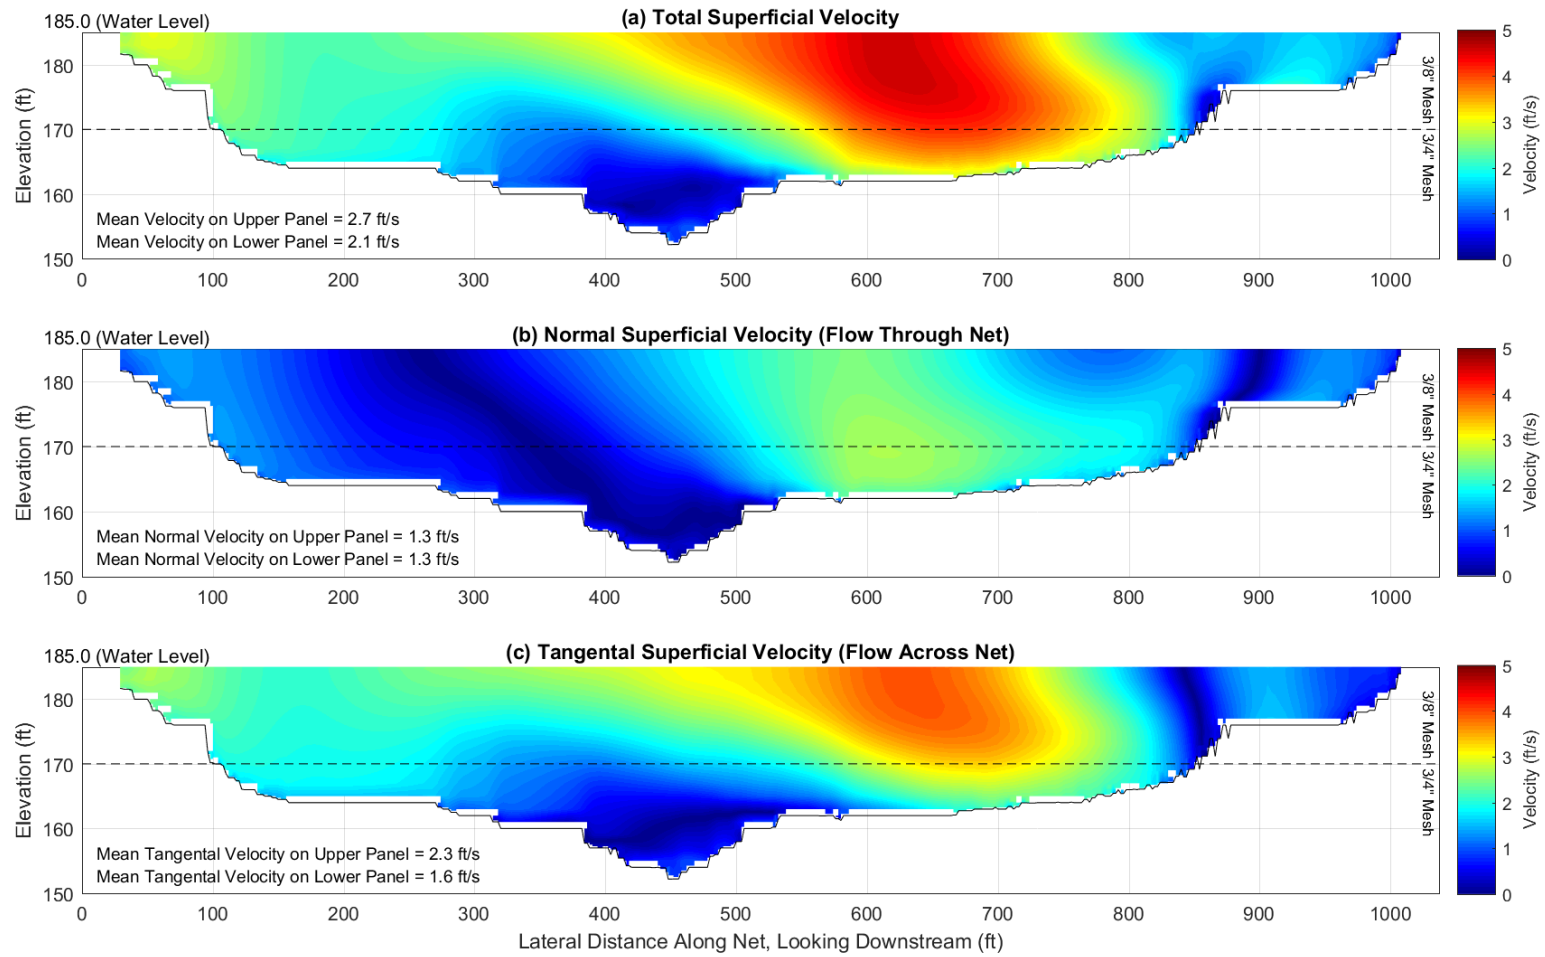 185.0 (Water Level)
(a) Total Superficial Velocity
5
180
4
3/8" Mesh
3
170
2
3/4" Mesh
160
1
Mean Velocity on Upper Panel = 2.7 ft/s
Mean Velocity on Lower Panel = 2.1 ft/s
150
0
Elevation (ft)
Velocity (ft/s)
0 100 200 300 400 500 600 700 800 900 1000
185.0 (Water Level)
(b) Normal Superficial Velocity (Flow Through Net)
5
180
4
3/8" Mesh
3
170
2
3/4" Mesh
160
1
Mean Normal Velocity on Upper Panel = 1.3 ft/s
Mean Normal Velocity on Lower Panel = 1.3 ft/s
150
0
Elevation (ft)
Velocity (ft/s)
0 100 200 300 400 500 600 700 800 900 1000
185.0 (Water Level)
(c) Tangental Superficial Velocity (Flow Across Net)
5
180
4
3/8" Mesh
3
170
2
3/4" Mesh
160
1
Mean Tangental Velocity on Upper Panel = 2.3 ft/s
Mean Tangental Velocity on Lower Panel = 1.6 ft/s
150
0
Elevation (ft)
Velocity (ft/s)
0 100 200 300 400 500 600 700 800 900 1000
Lateral Distance Along Net, Looking Downstream (ft)